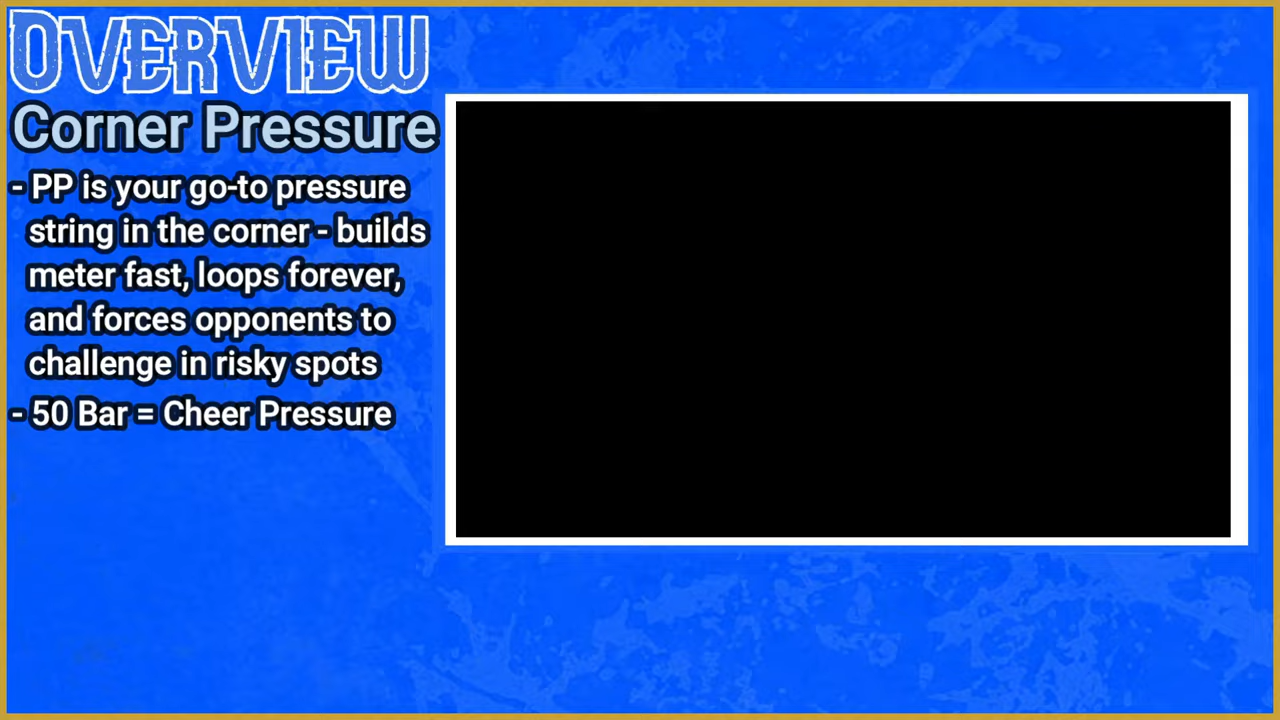 OVERVIEW
Corner Pressure
- PP is your go-to pressure
string in the corner - builds
meter fast, loops forever,
and forces opponents to
challenge in risky spots
- 50 Bar = Cheer Pressure